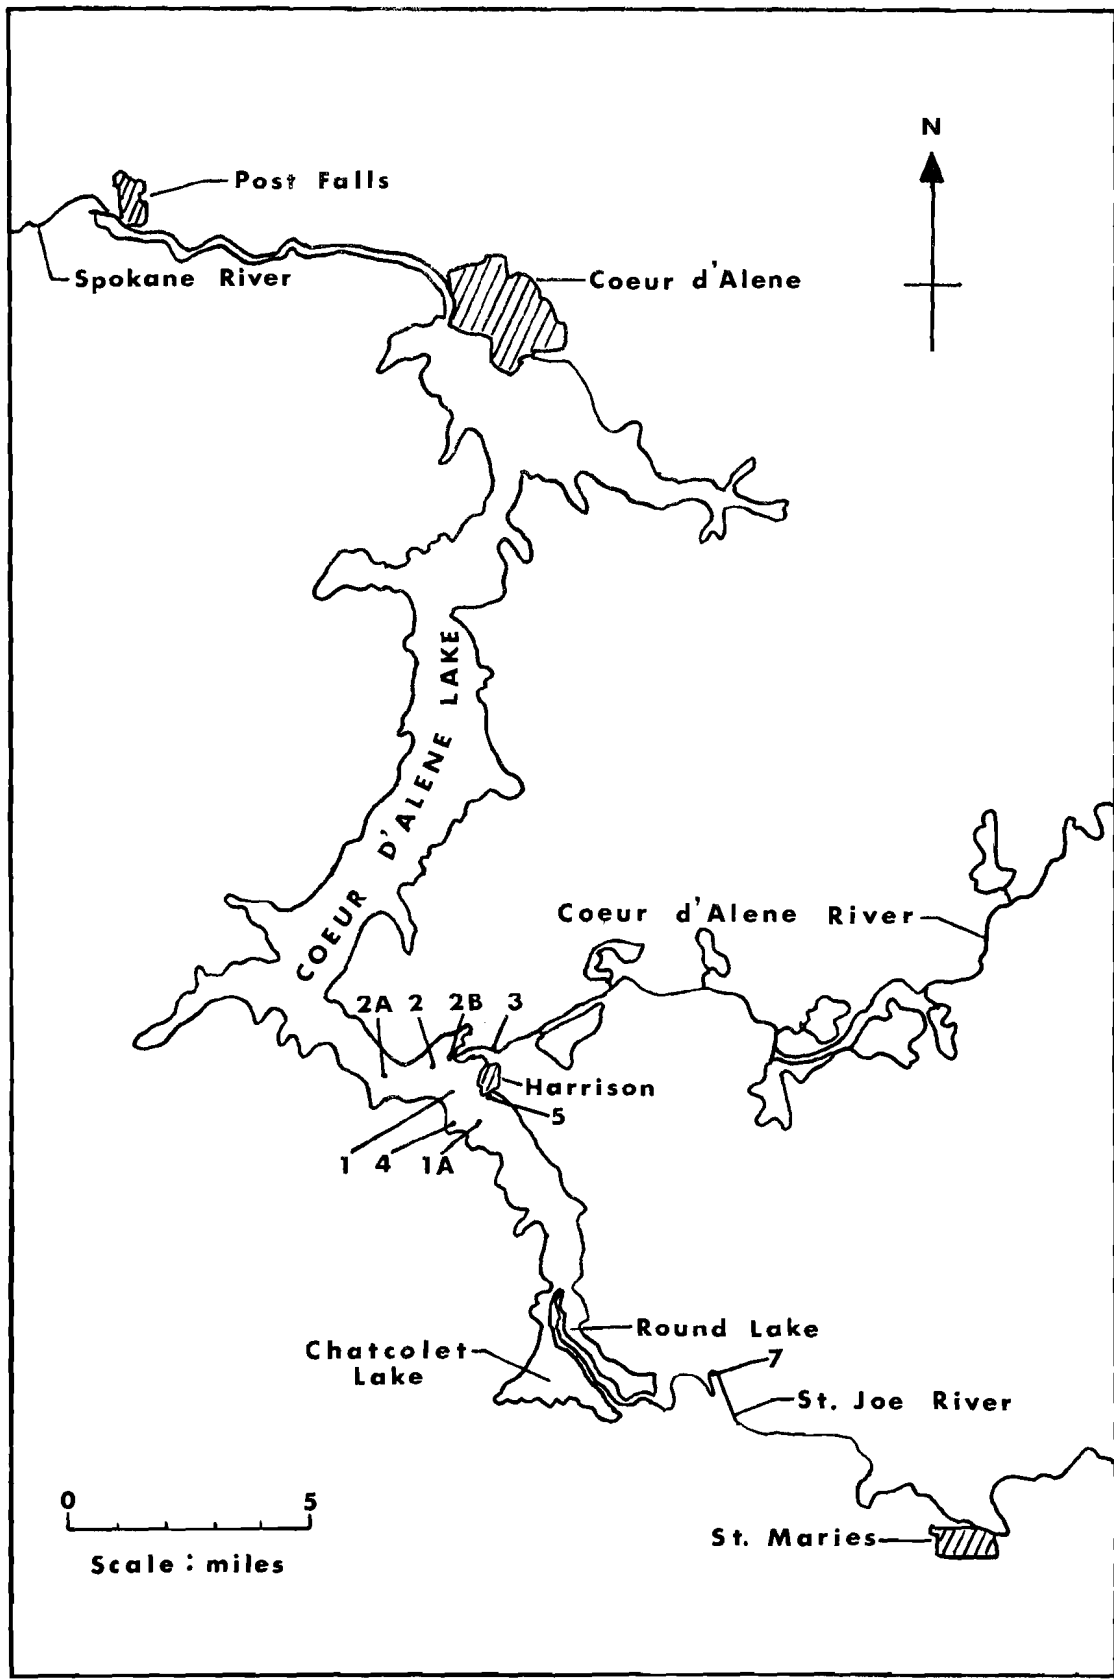 N
Post Falls
Spokane River
Coeur d'Alene
COEUR D'ALENE LAKE
Coeur d'Alene River
2A 2 2B 3
Harrison
5
1 4 1A
Round Lake
Chatcolet
Lake
7
St. Joe River
0 5
St. Maries
Scale : miles